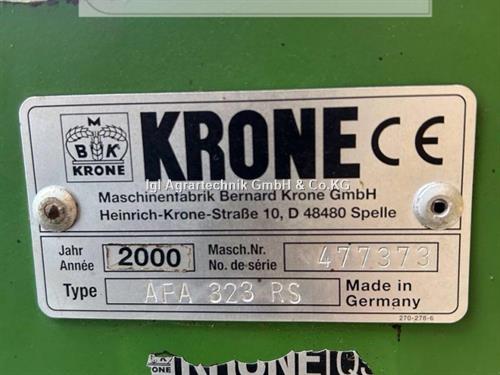 M
B K
KRONE
KRONE CE
Igl Agrartechnik GmbH & Co.KG
Maschinenfabrik Bernard Krone GmbH
Heinrich-Krone-Straße 10, D 48480 Spelle
Jahr
Année
2000
Masch.Nr.
No. de-série
477373
Type
AFA 323 RS
Made in
Germany
270-276-6
BK
ONE
KRONE